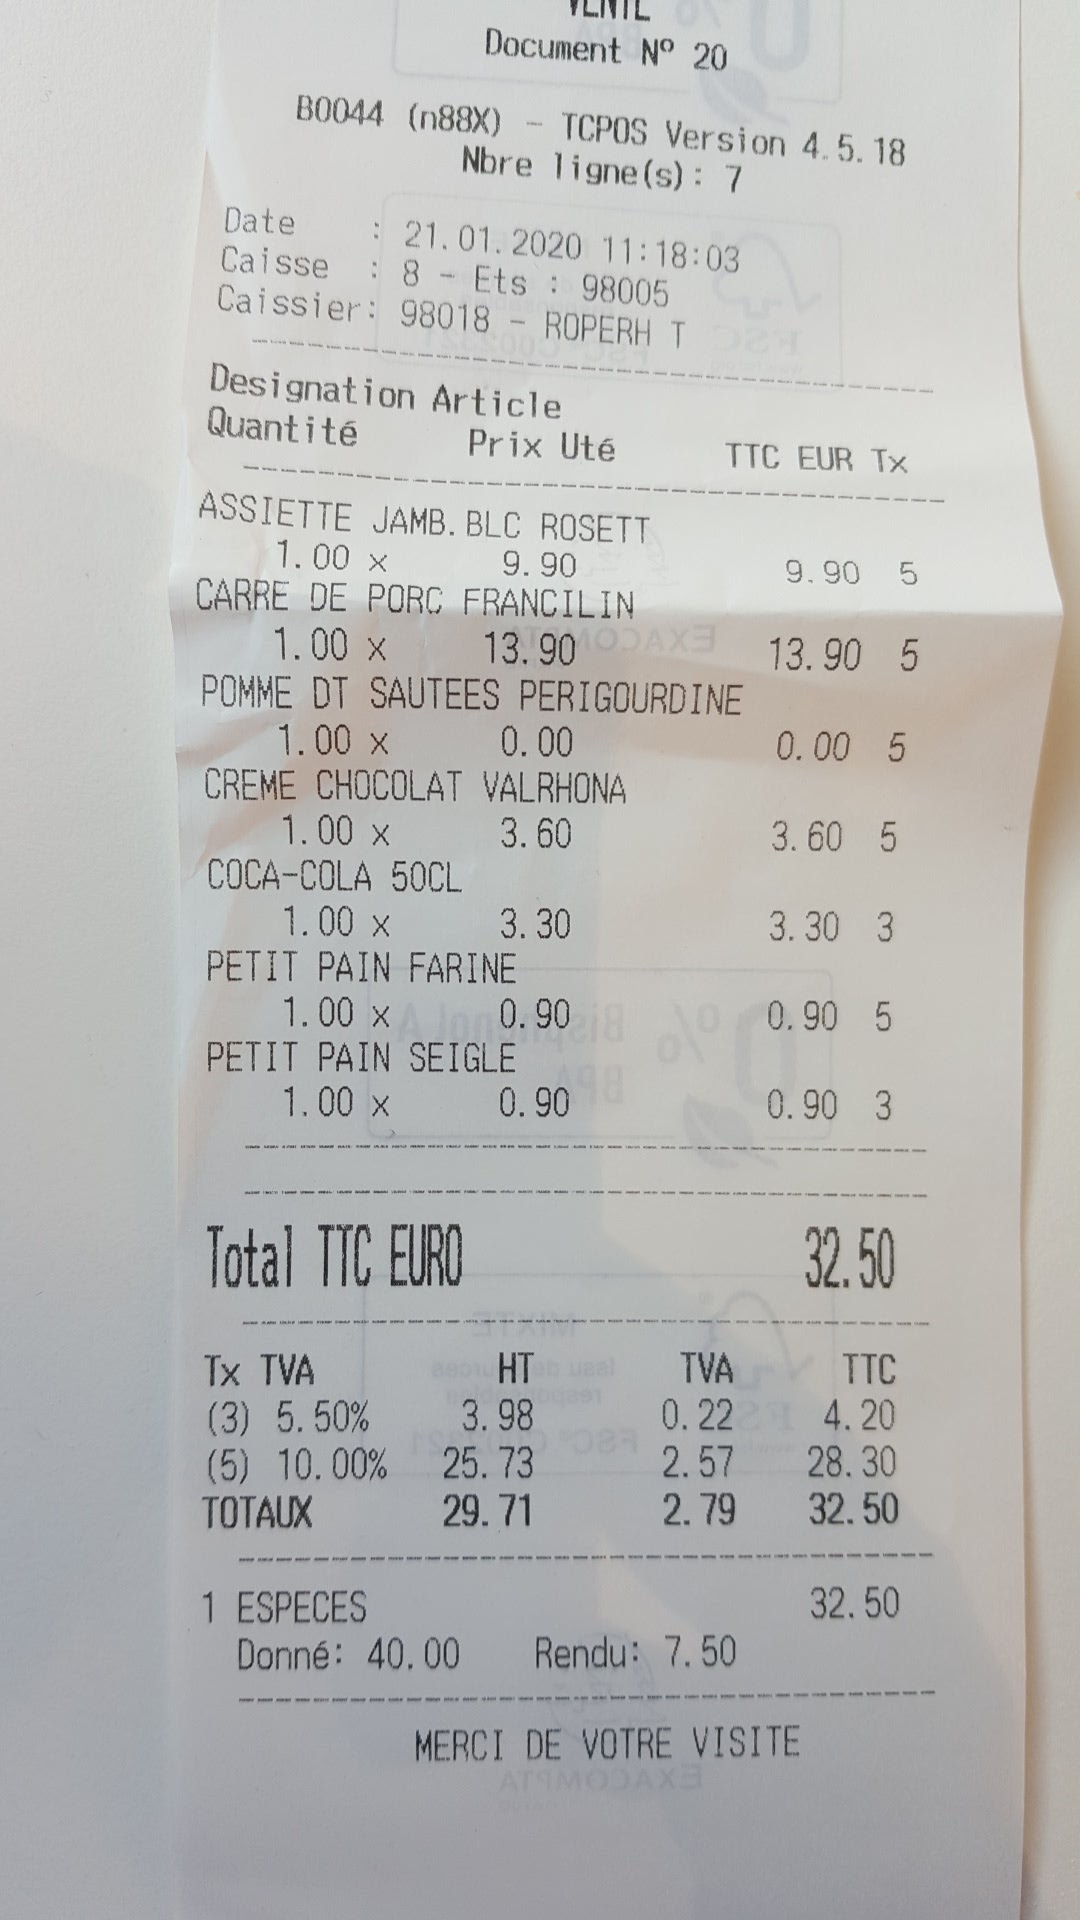 VENTE
Document Nº 20
B0044 (n88X) - TCPOS Version 4.5.18
Nbre ligne(s): 7
Date : 21.01.2020 11:18:03
Caisse : 8 - Ets : 98005
Caissier: 98018 - ROPERH T
Designation Article
Quantité Prix Uté TTC EUR Tx
ASSIETTE JAMB.BLC ROSETT
1.00 x 9.90 9.90 5
CARRE DE PORC FRANCILIN
1.00 x 13.90 13.90 5
POMME DT SAUTEES PERIGOURDINE
1.00 x 0.00 0.00 5
CREME CHOCOLAT VALRHONA
1.00 x 3.60 3.60 5
COCA-COLA 50CL
1.00 x 3.30 3.30 3
PETIT PAIN FARINE
1.00 x 0.90 0.90 5
PETIT PAIN SEIGLE
1.00 x 0.90 0.90 3
Total TTC EURO 32.50
Tx TVA HT TVA TTC
(3) 5.50% 3.98 0.22 4.20
(5) 10.00% 25.73 2.57 28.30
TOTAUX 29.71 2.79 32.50
1 ESPECES 32.50
Donné: 40.00 Rendu: 7.50
MERCI DE VOTRE VISITE